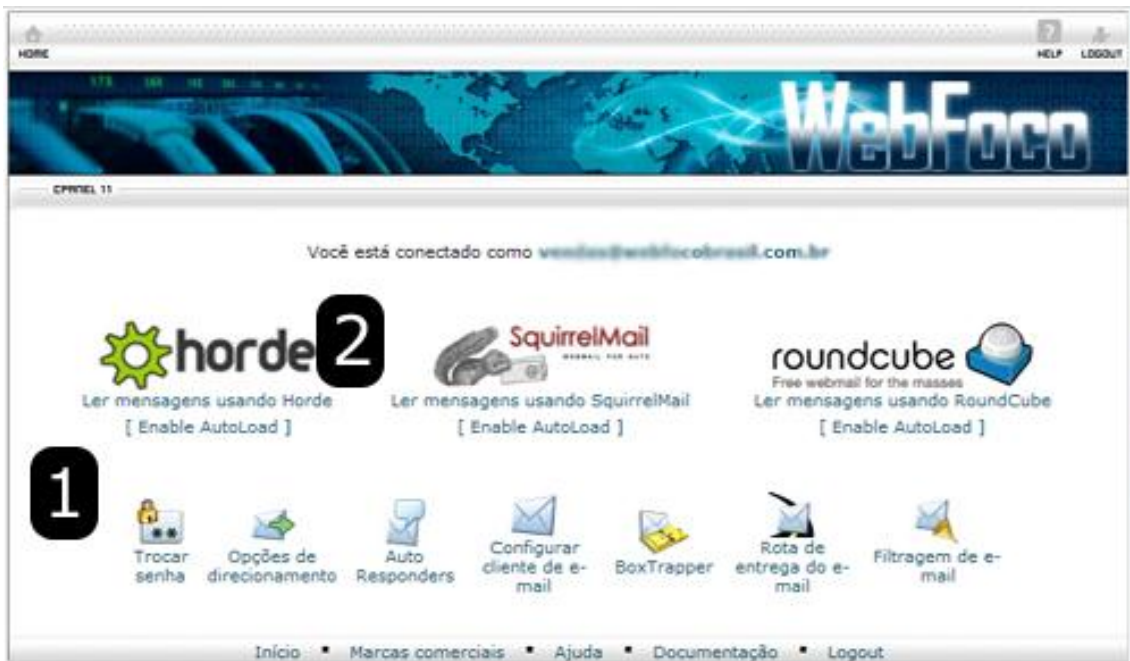 HOME
HELP LOGOUT
WebFoco
CPANEL 11
Você está conectado como
horde
2
SquirrelMail
WEBMAIL FOR NUTS
roundcube
Free webmail for the masses
Ler mensagens usando Horde
Ler mensagens usando SquirrelMail
Ler mensagens usando RoundCube
[ Enable AutoLoad ]
[ Enable AutoLoad ]
[ Enable AutoLoad ]
1
Trocar
senha
Opções de
direcionamento
Auto
Responders
Configurar
cliente de e-
mail
BoxTrapper
Rota de
entrega do e-
mail
Filtragem de e-
mail
Início ▪ Marcas comerciais ▪ Ajuda ▪ Documentação ▪ Logout